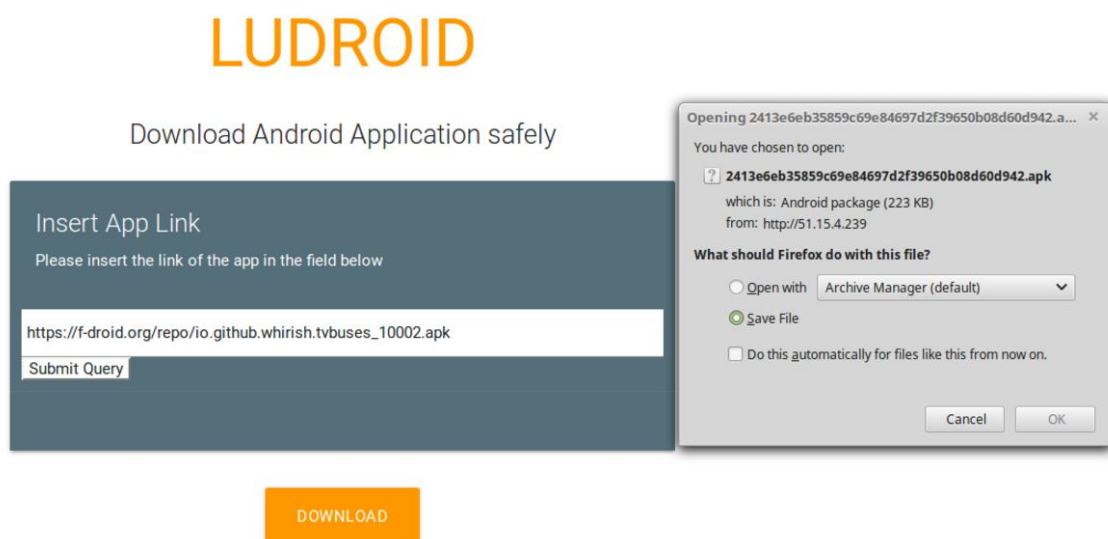 LUDROID
Download Android Application safely
Insert App Link
Please insert the link of the app in the field below
https://f-droid.org/repo/io.github.whirish.tvbuses_10002.apk
Submit Query
DOWNLOAD
Opening 2413e6eb35859c69e84697d2f39650b08d60d942.a... ×
You have chosen to open:
2413e6eb35859c69e84697d2f39650b08d60d942.apk
which is: Android package (223 KB)
from: http://51.15.4.239
What should Firefox do with this file?
Open with Archive Manager (default)
Save File
Do this automatically for files like this from now on.
Cancel OK